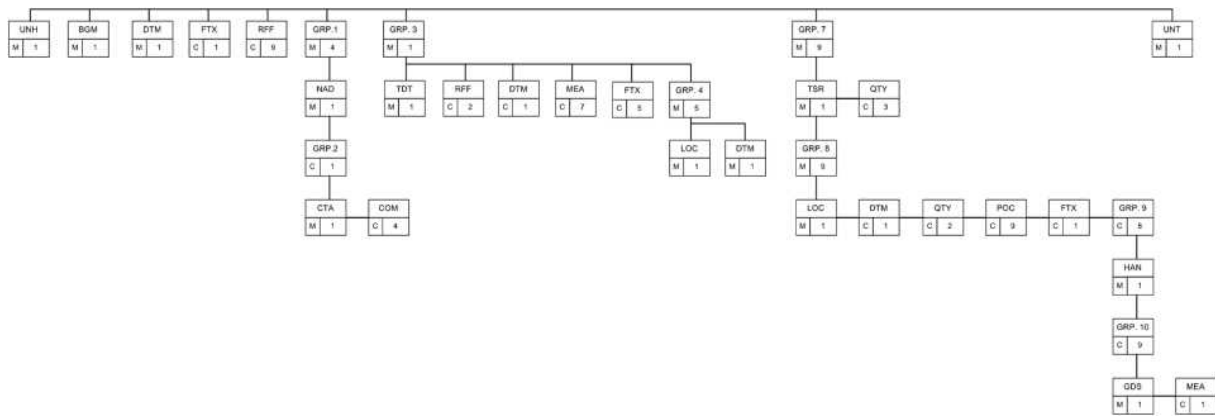 UNH BGM DTM FTX RFF GRP.1 GRP. 3 GRP. 7 UNT
M 1 M 1 M 1 C 1 C 9 M 4 M 1 M 9 M 1
NAD TDT RFF DTM MEA FTX GRP. 4 TSR QTY
M 1 M 1 C 2 C 1 C 7 C 5 M 5 M 1 C 3
GRP.2 LOC DTM GRP. 8
C 1 M 1 M 1 M 9
CTA COM LOC DTM QTY POC FTX GRP. 9
M 1 C 4 M 1 C 1 C 2 C 9 C 1 C
HAN
M 1
GRP. 10
C 9
GDS MEA
M 1 C 1